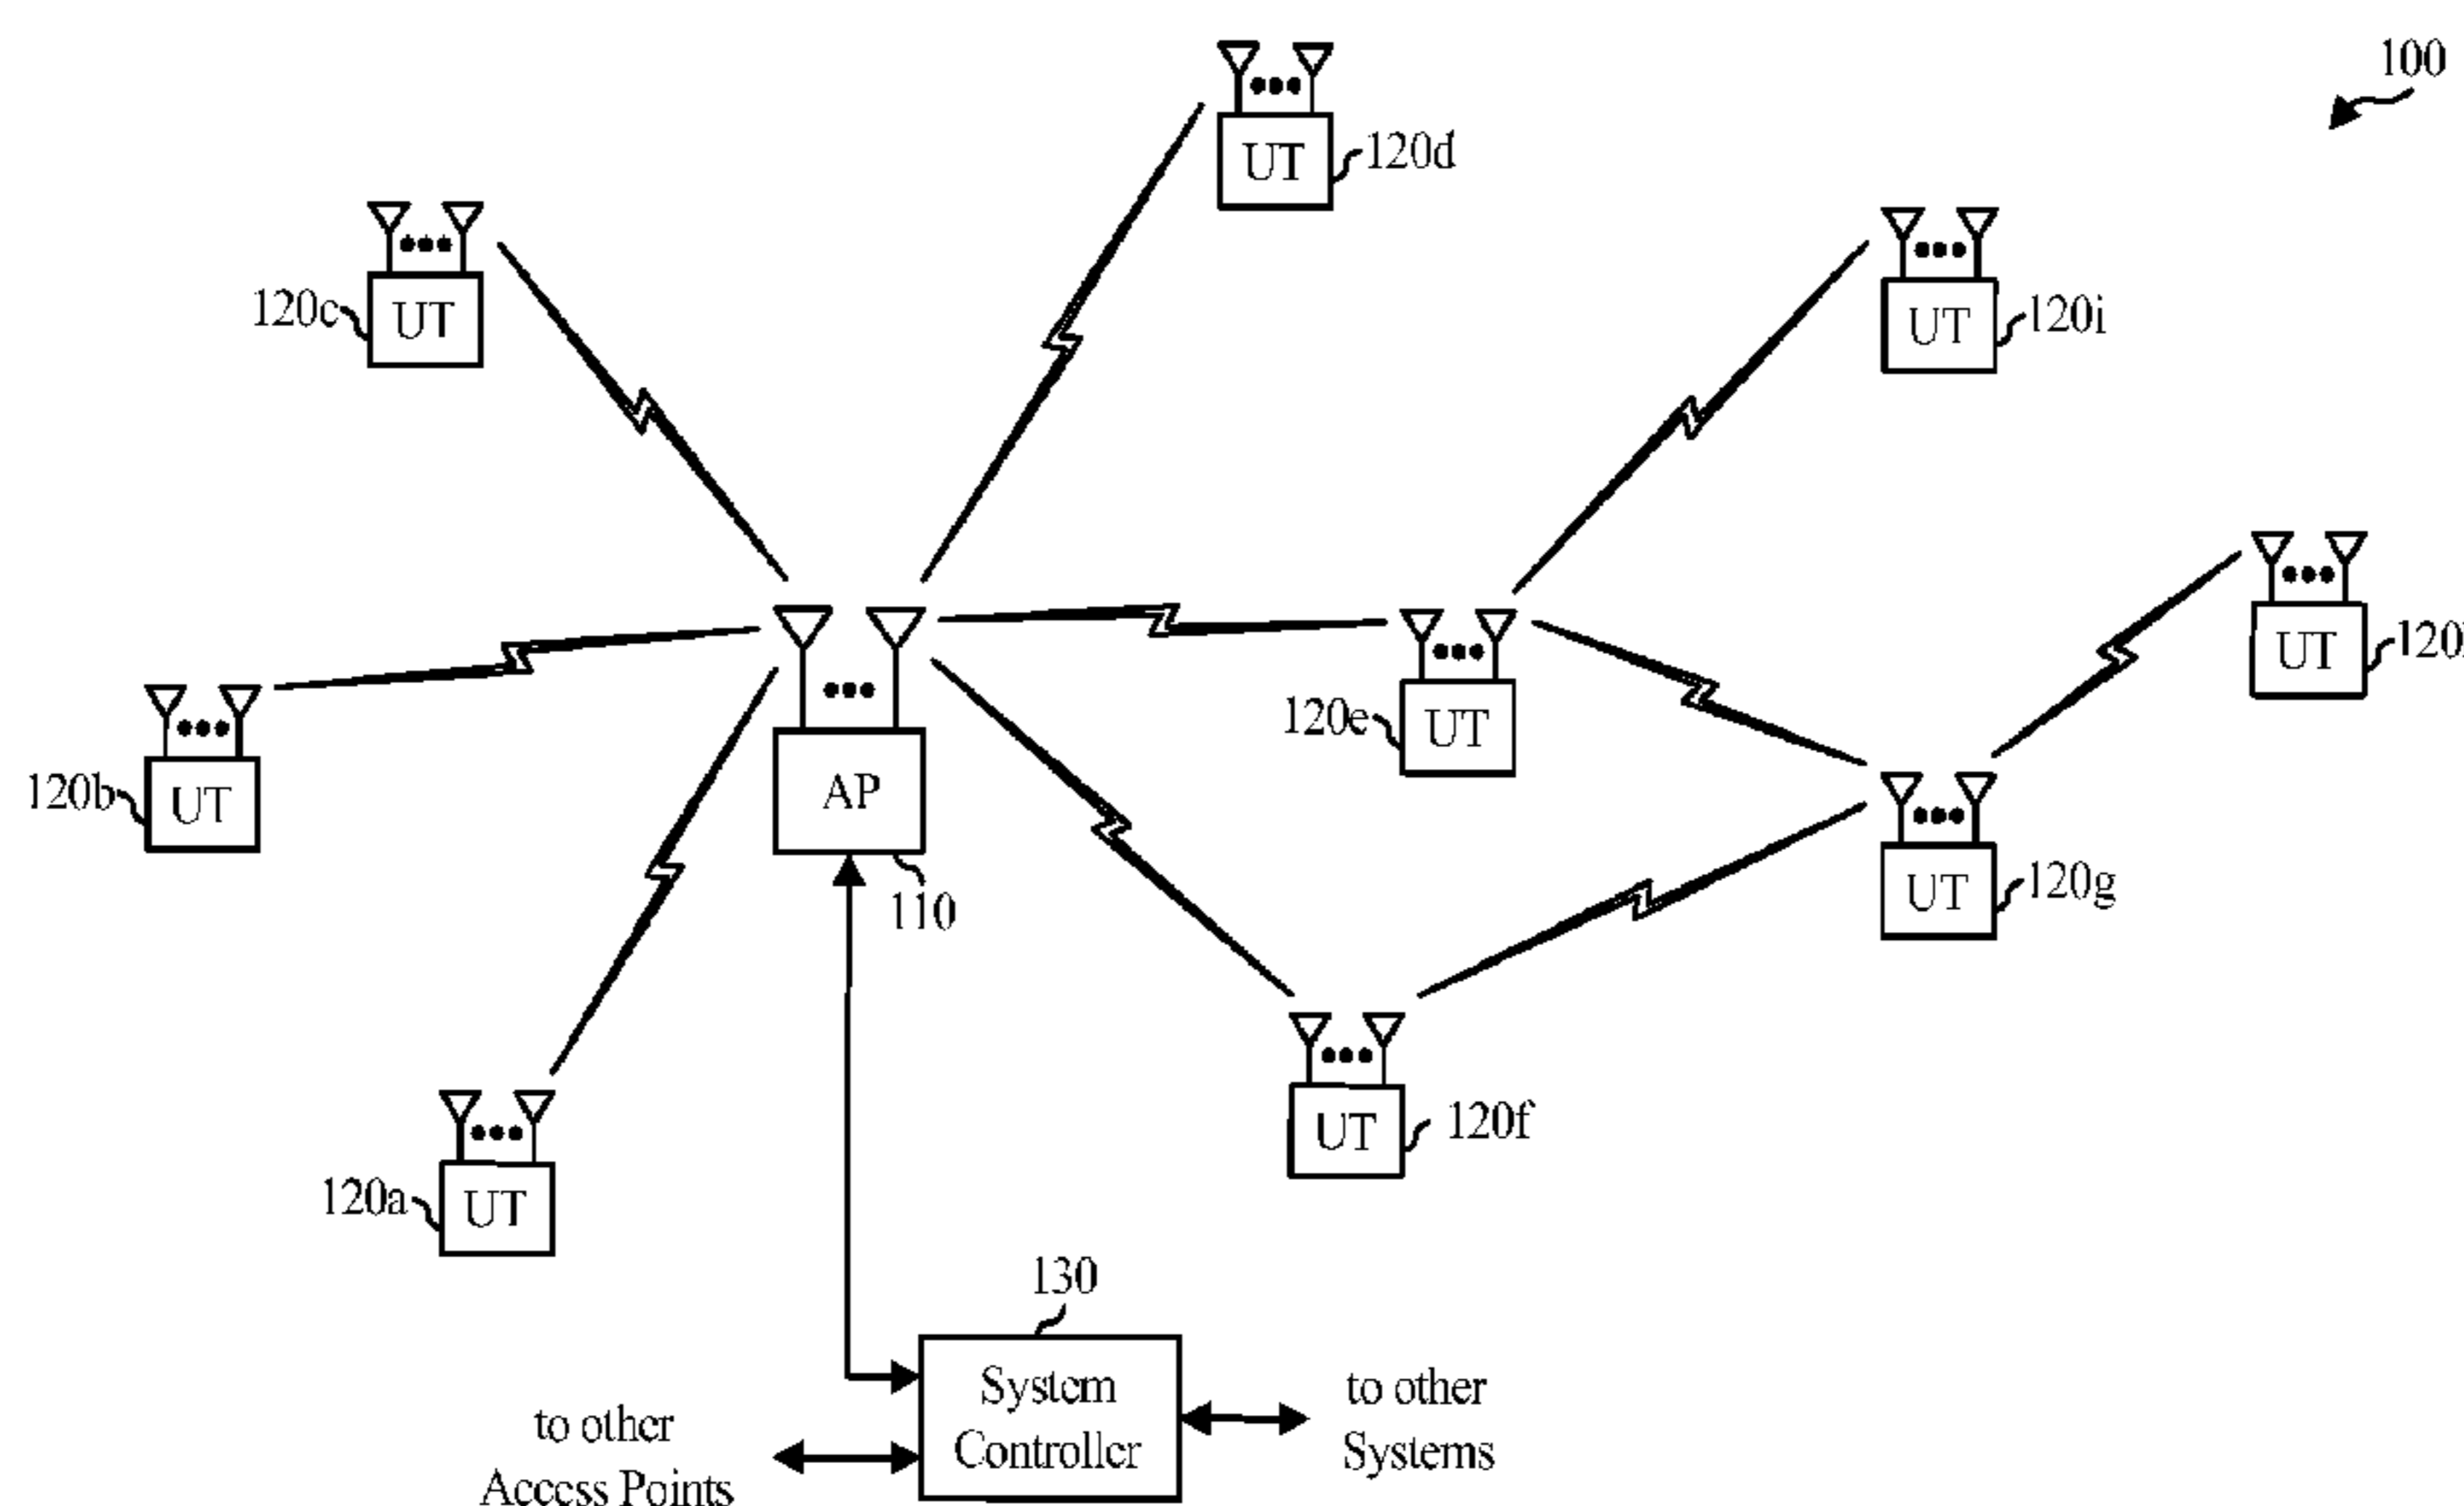 100
UT
120d
120c
UT
UT
120i
120e
UT
UT
120b
UT
AP
110
UT
120g
120a
UT
UT
120f
130
System
Controller
to other
Systems
to other
Access Points